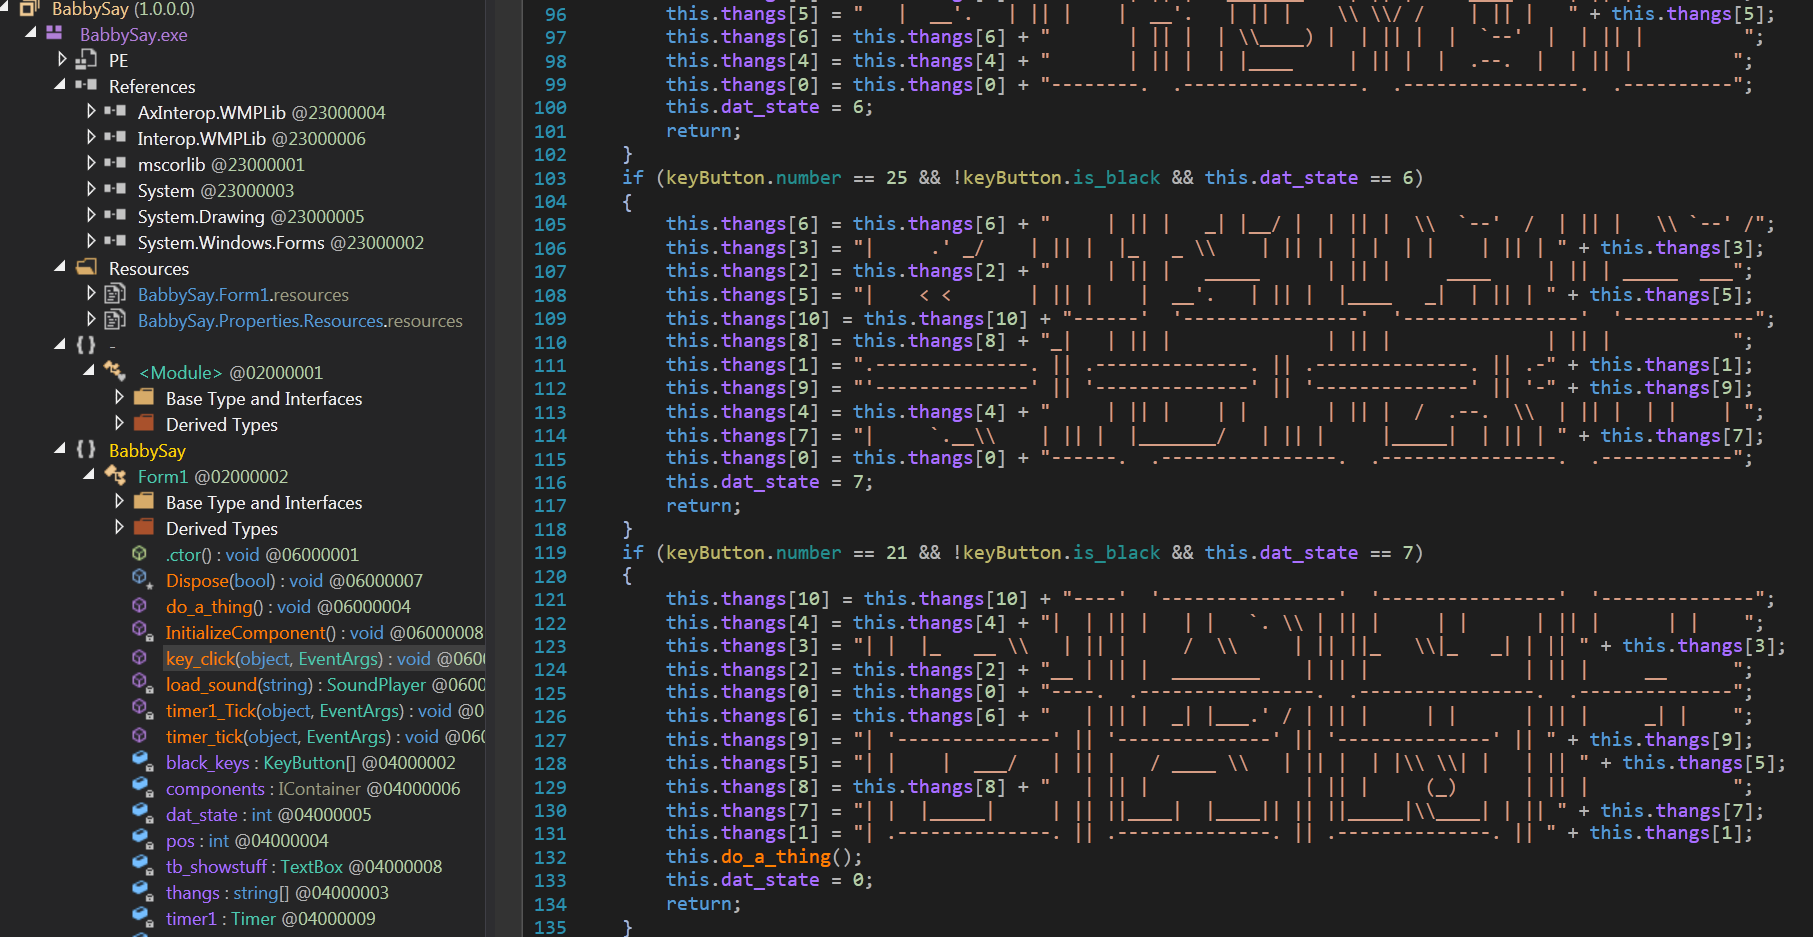 BabbySay (1.0.0.0)
BabbySay.exe
PE
References
AxInterop.WMPLib @23000004
Interop.WMPLib @23000006
mscorlib @23000001
System @23000003
System.Drawing @23000005
System.Windows.Forms @23000002
Resources
BabbySay.Form1.resources
BabbySay.Properties.Resources.resources
{ } -
<Module> @02000001
Base Type and Interfaces
Derived Types
{ } BabbySay
Form1 @02000002
Base Type and Interfaces
Derived Types
.ctor() : void @06000001
Dispose(bool) : void @06000007
do_a_thing() : void @06000004
InitializeComponent() : void @06000008
key_click(object, EventArgs) : void @060
load_sound(string) : SoundPlayer @0600
timer1_Tick(object, EventArgs) : void @0
timer_tick(object, EventArgs) : void @06
black_keys : KeyButton[] @04000002
components : IContainer @04000006
dat_state : int @04000005
pos : int @04000004
tb_showstuff : TextBox @04000008
thangs : string[] @04000003
timer1 : Timer @04000009
96 this.thangs[5] = "   |  __'.   | || |     |  __'.   | || |    \\ \\/ /    | || |   " + this.thangs[5];
97 this.thangs[6] = this.thangs[6] + "       | || |  | \\____) |  | || |  |  `--'  |  | || |         ";
98 this.thangs[4] = this.thangs[4] + "       | || |  | |____     | || |  |  .--.  |  | || |         ";
99 this.thangs[0] = this.thangs[0] + "--------.  .----------------.  .----------------.  .----------";
100 this.dat_state = 6;
101 return;
102 }
103 if (keyButton.number == 25 && !keyButton.is_black && this.dat_state == 6)
104 {
105 this.thangs[6] = this.thangs[6] + "     | || |   _| |__/ |  | || |  \\  `--'  /  | || |   \\ `--' /";
106 this.thangs[3] = "|     .' _/    | || |  |_   _ \\    | || |  | |  | |    | || | " + this.thangs[3];
107 this.thangs[2] = this.thangs[2] + "     | || |   _____      | || |     ____     | || | _____  ___";
108 this.thangs[5] = "|    < <       | || |    |  __'.   | || |  |____   _|  | || | " + this.thangs[5];
109 this.thangs[10] = this.thangs[10] + "------'  '----------------'  '----------------'  '------------";
110 this.thangs[8] = this.thangs[8] + "_|   | || |              | || |              | || |           ";
111 this.thangs[1] = ".--------------. || .--------------. || .--------------. || .-" + this.thangs[1];
112 this.thangs[9] = "'--------------' || '--------------' || '--------------' || '-" + this.thangs[9];
113 this.thangs[4] = this.thangs[4] + "     | || |    | |       | || |  /  .--.  \\  | || |  | |    | ";
114 this.thangs[7] = "|     `.__\\    | || |  |_______/   | || |     |_____|  | || | " + this.thangs[7];
115 this.thangs[0] = this.thangs[0] + "------.  .----------------.  .----------------.  .------------";
116 this.dat_state = 7;
117 return;
118 }
119 if (keyButton.number == 21 && !keyButton.is_black && this.dat_state == 7)
120 {
121 this.thangs[10] = this.thangs[10] + "----'  '----------------'  '----------------'  '--------------";
122 this.thangs[4] = this.thangs[4] + "|  | || |   | |  `. \\ | || |     | |      | || |      | |    ";
123 this.thangs[3] = "| |  |_   __ \\   | || |     / \\     | || ||_   \\|_   _| | || " + this.thangs[3];
124 this.thangs[2] = this.thangs[2] + "__ | || |  ________    | || |              | || |     __      ";
125 this.thangs[0] = this.thangs[0] + "----.  .----------------.  .----------------.  .--------------";
126 this.thangs[6] = this.thangs[6] + "   | || |  _| |___.' / | || |     | |      | || |     _| |    ";
127 this.thangs[9] = "| '--------------' || '--------------' || '--------------' || " + this.thangs[9];
128 this.thangs[5] = "| |    |  ___/   | || |   / ____ \\   | || |  | |\\ \\| |   | || " + this.thangs[5];
129 this.thangs[8] = this.thangs[8] + "   | || |              | || |     (_)      | || |             ";
130 this.thangs[7] = "| |  |_____|     | || ||____|  |____|| || ||_____|\\____| | || " + this.thangs[7];
131 this.thangs[1] = "| .--------------. || .--------------. || .--------------. || " + this.thangs[1];
132 this.do_a_thing();
133 this.dat_state = 0;
134 return;
135 }